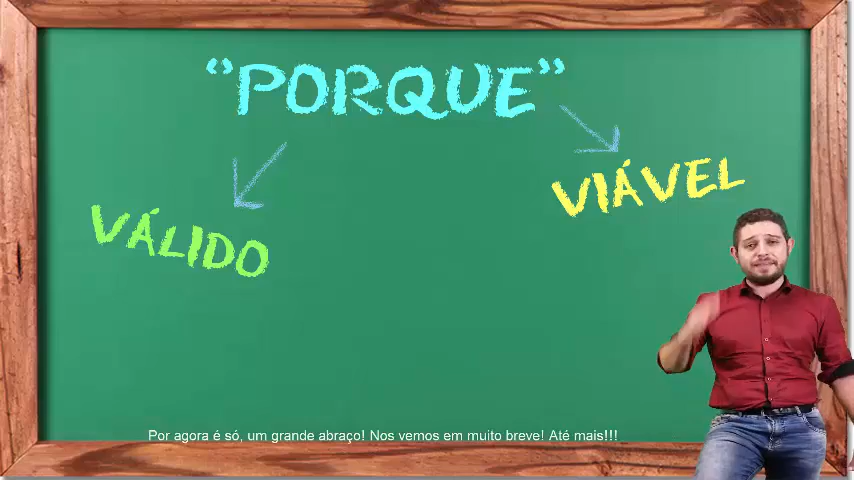 "PORQUE"
VÁLIDO
VIÁVEL
Por agora é só, um grande abraço! Nos vemos em muito breve! Até mais!!!